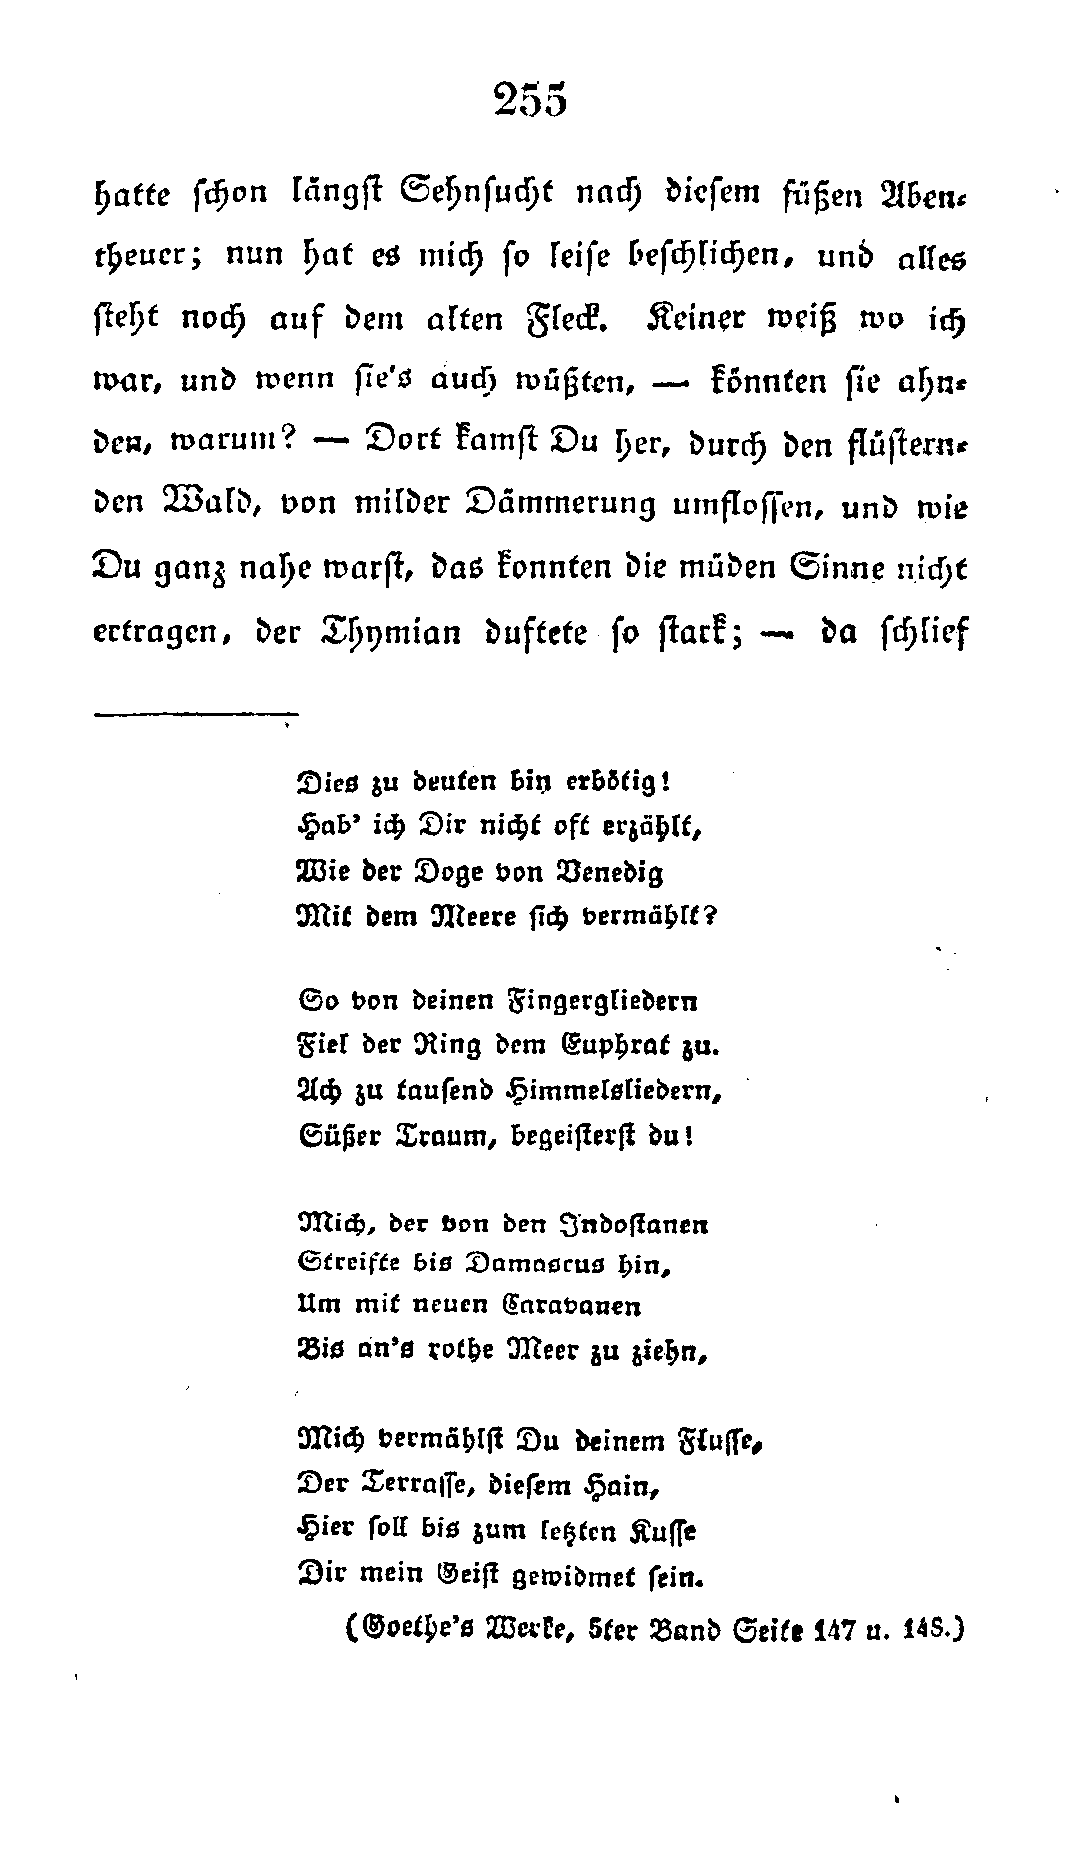 255
hatte ſchon längſt Sehnſucht nach dieſem füßen Aben-
theuer; nun hat es mich ſo leiſe beſchlichen, und alles
ſteht noch auf dem alten Fleck. Keiner weiß wo ich
war, und wenn ſie's auch wüßten, — könnten ſie ahn-
den, warum? — Dort kamſt Du her, durch den flüſtern-
den Wald, von milder Dämmerung umfloſſen, und wie
Du ganz nahe warſt, das konnten die müden Sinne nicht
ertragen, der Thymian duftete ſo ſtark; — da ſchlief
Dies zu deuten bin erbötig!
Hab' ich Dir nicht oft erzählt,
Wie der Doge von Venedig
Mit dem Meere ſich vermählt?
So von deinen Fingergliedern
Fiel der Ring dem Euphrat zu.
Ach zu tauſend Himmelsliedern,
Süßer Traum, begeiſterſt du!
Mich, der von den Indoſtanen
Streifte bis Damascus hin,
Um mit neuen Caravanen
Bis an's rothe Meer zu ziehn,
Mich vermählſt Du deinem Fluſſe,
Der Terraſſe, dieſem Hain,
Hier ſoll bis zum letzten Kuſſe
Dir mein Geiſt gewidmet ſein.
(Goethe's Werke, 5ter Band Seite 147 u. 148.)